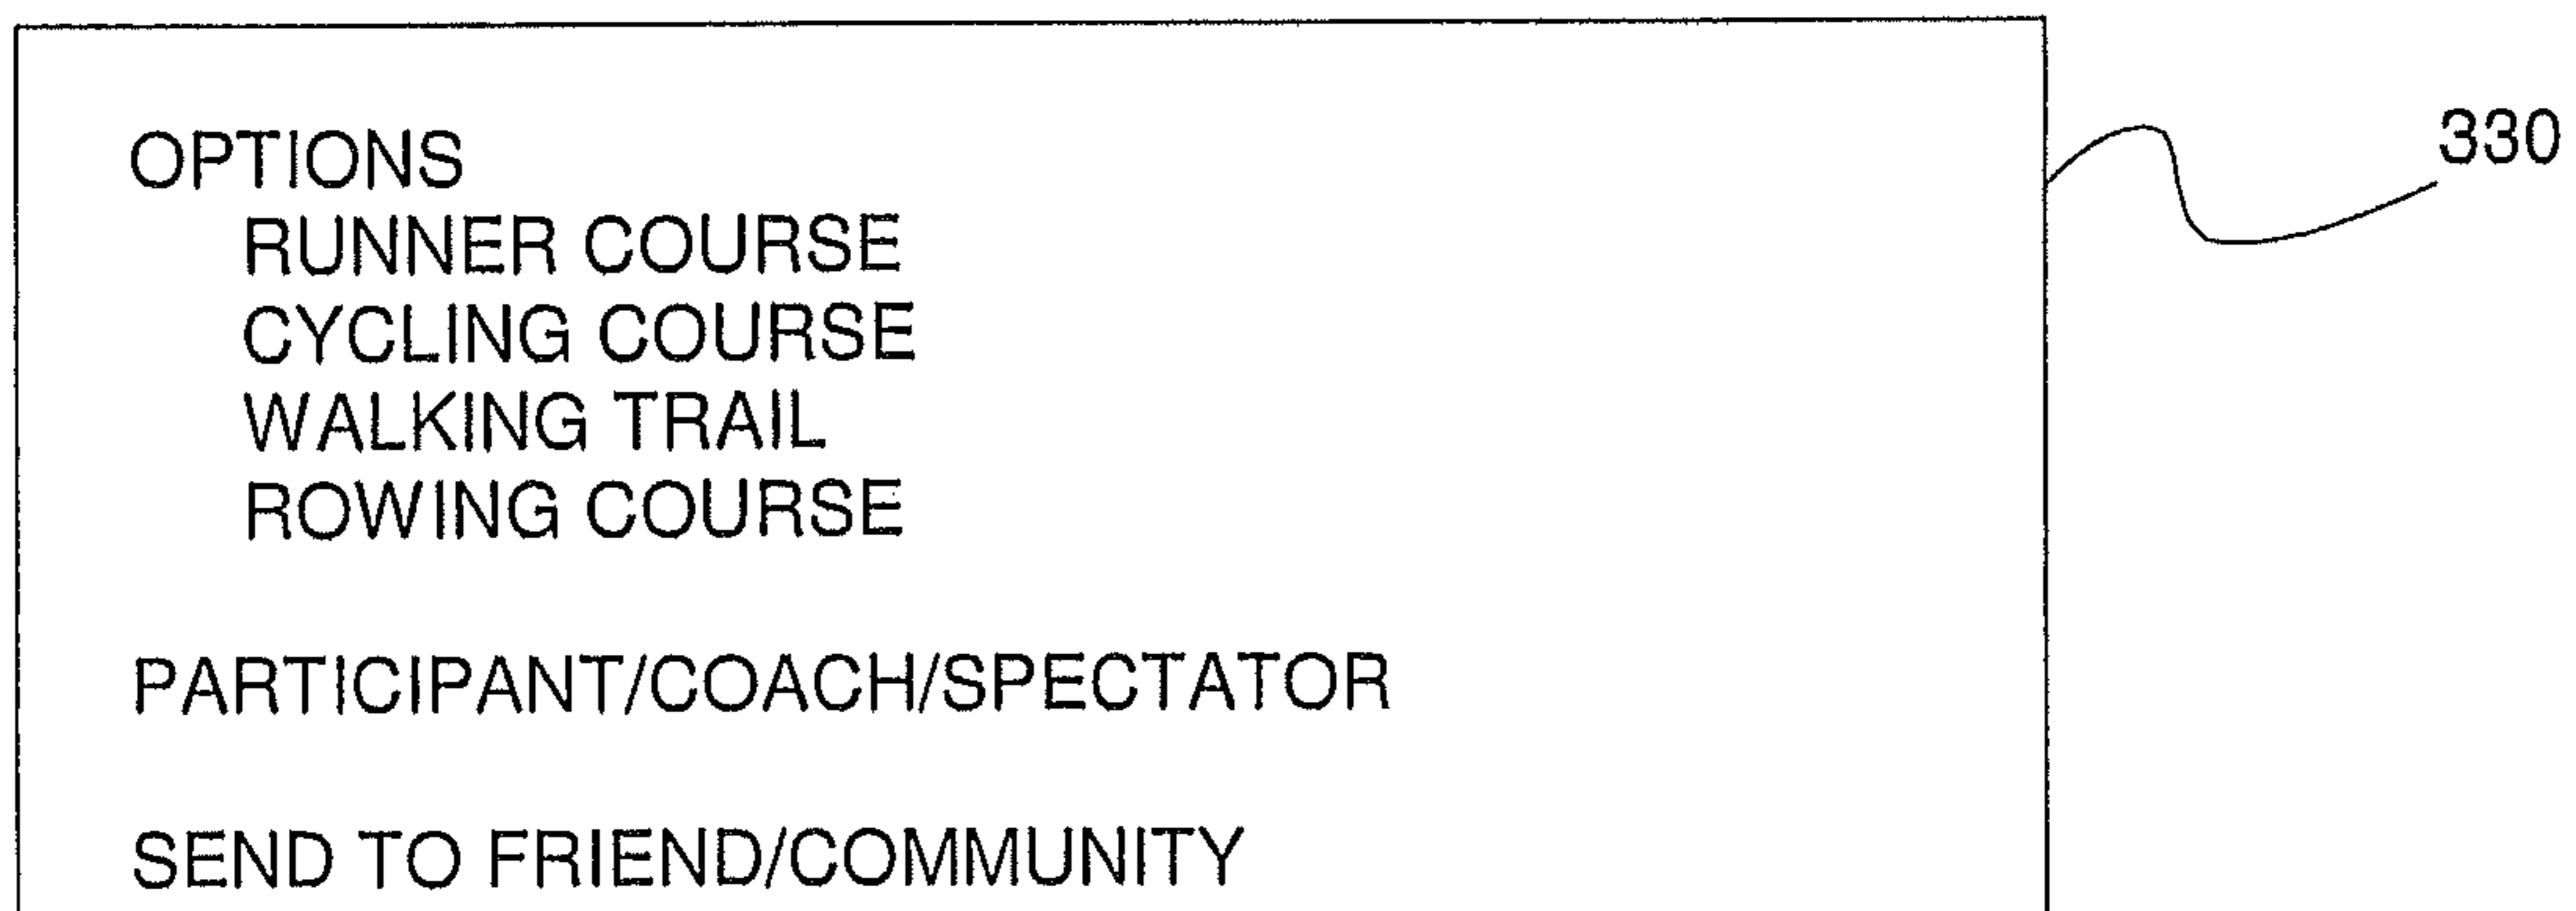 OPTIONS
RUNNER COURSE
CYCLING COURSE
WALKING TRAIL
ROWING COURSE
PARTICIPANT/COACH/SPECTATOR
SEND TO FRIEND/COMMUNITY
330